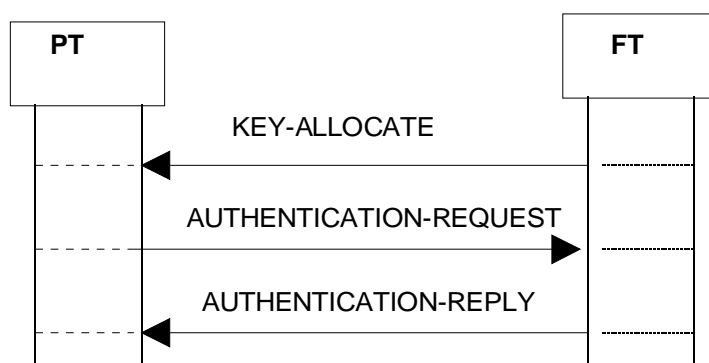 PT
FT
KEY-ALLOCATE
AUTHENTICATION-REQUEST
AUTHENTICATION-REPLY